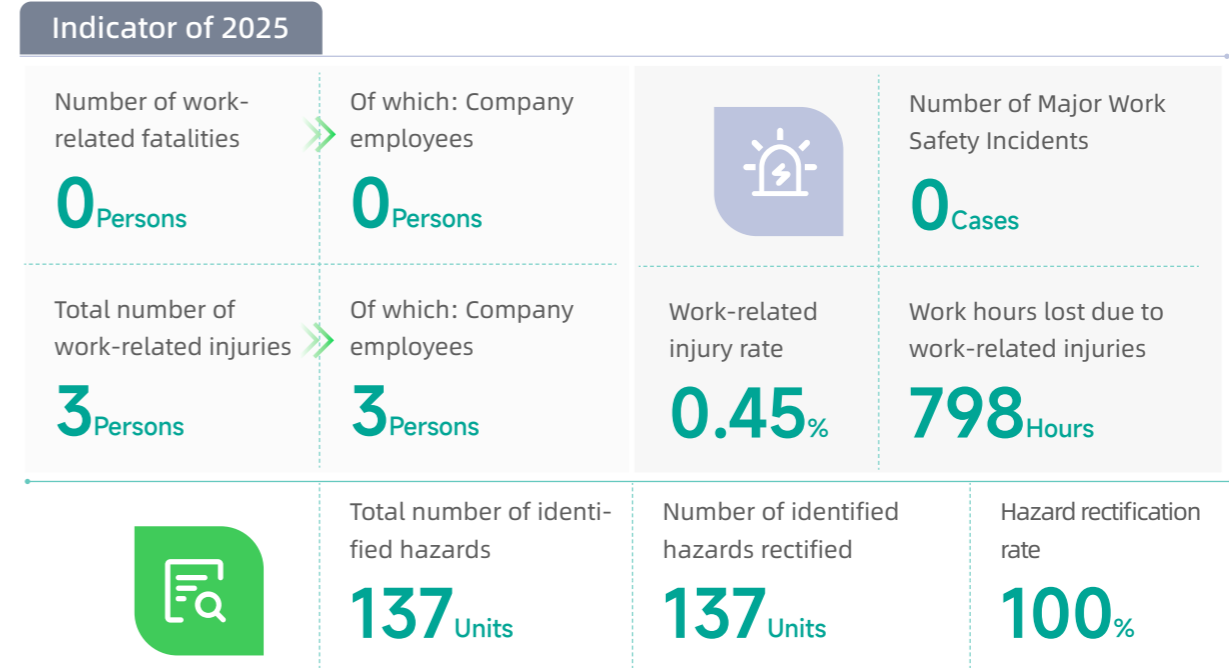 Indicator of 2025
Number of work-
related fatalities
0Persons
Of which: Company
employees
0Persons
Number of Major Work
Safety Incidents
0Cases
Total number of
work-related injuries
3Persons
Of which: Company
employees
3Persons
Work-related
injury rate
0.45%
Work hours lost due to
work-related injuries
798Hours
Total number of identi-
fied hazards
137Units
Number of identified
hazards rectified
137Units
Hazard rectification
rate
100%